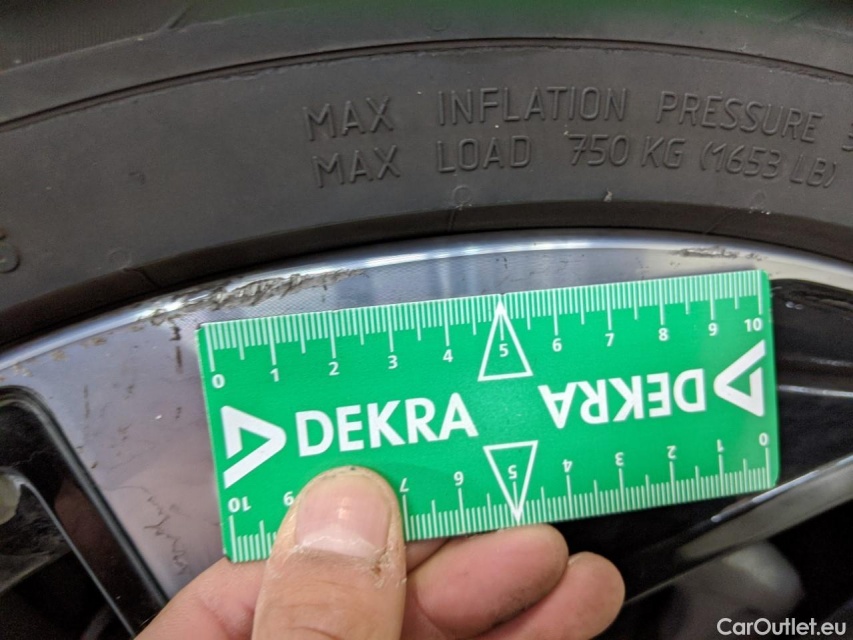 MAX INFLATION PRESSURE
MAX LOAD 750 KG (1653 LB)
0 1 2 3 4 5 6 7 8 9 10
DEKRA DEKRA
10 9 7 6 5 4 3 2 1 0
CarOutlet.eu